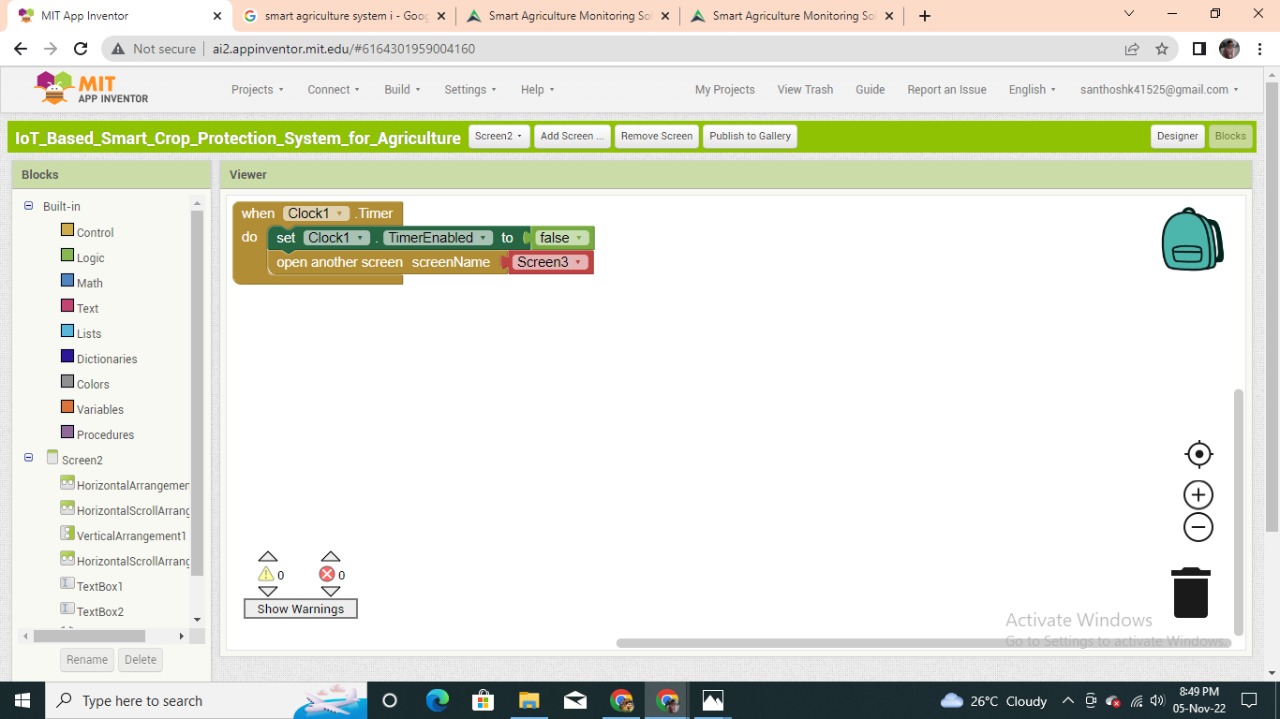 MIT App Inventor
smart agriculture system i - Goog
Smart Agriculture Monitoring Sol
Smart Agriculture Monitoring Sol
Not secure
ai2.appinventor.mit.edu/#6164301959004160
MIT
APP INVENTOR
Projects
Connect
Build
Settings
Help
My Projects
View Trash
Guide
Report an Issue
English
santhoshk41525@gmail.com
IoT_Based_Smart_Crop_Protection_System_for_Agriculture
Screen2
Add Screen ...
Remove Screen
Publish to Gallery
Designer
Blocks
Blocks
Viewer
Built-in
Control
Logic
Math
Text
Lists
Dictionaries
Colors
Variables
Procedures
Screen2
HorizontalArrangemer
HorizontalScrollArrang
VerticalArrangement1
HorizontalScrollArrang
TextBox1
TextBox2
Rename
Delete
when Clock1 .Timer
do set Clock1 . TimerEnabled to false
open another screen screenName Screen3
0
0
Show Warnings
Activate Windows
Go to Settings to activate Windows.
Type here to search
26°C Cloudy
8:49 PM
05-Nov-22